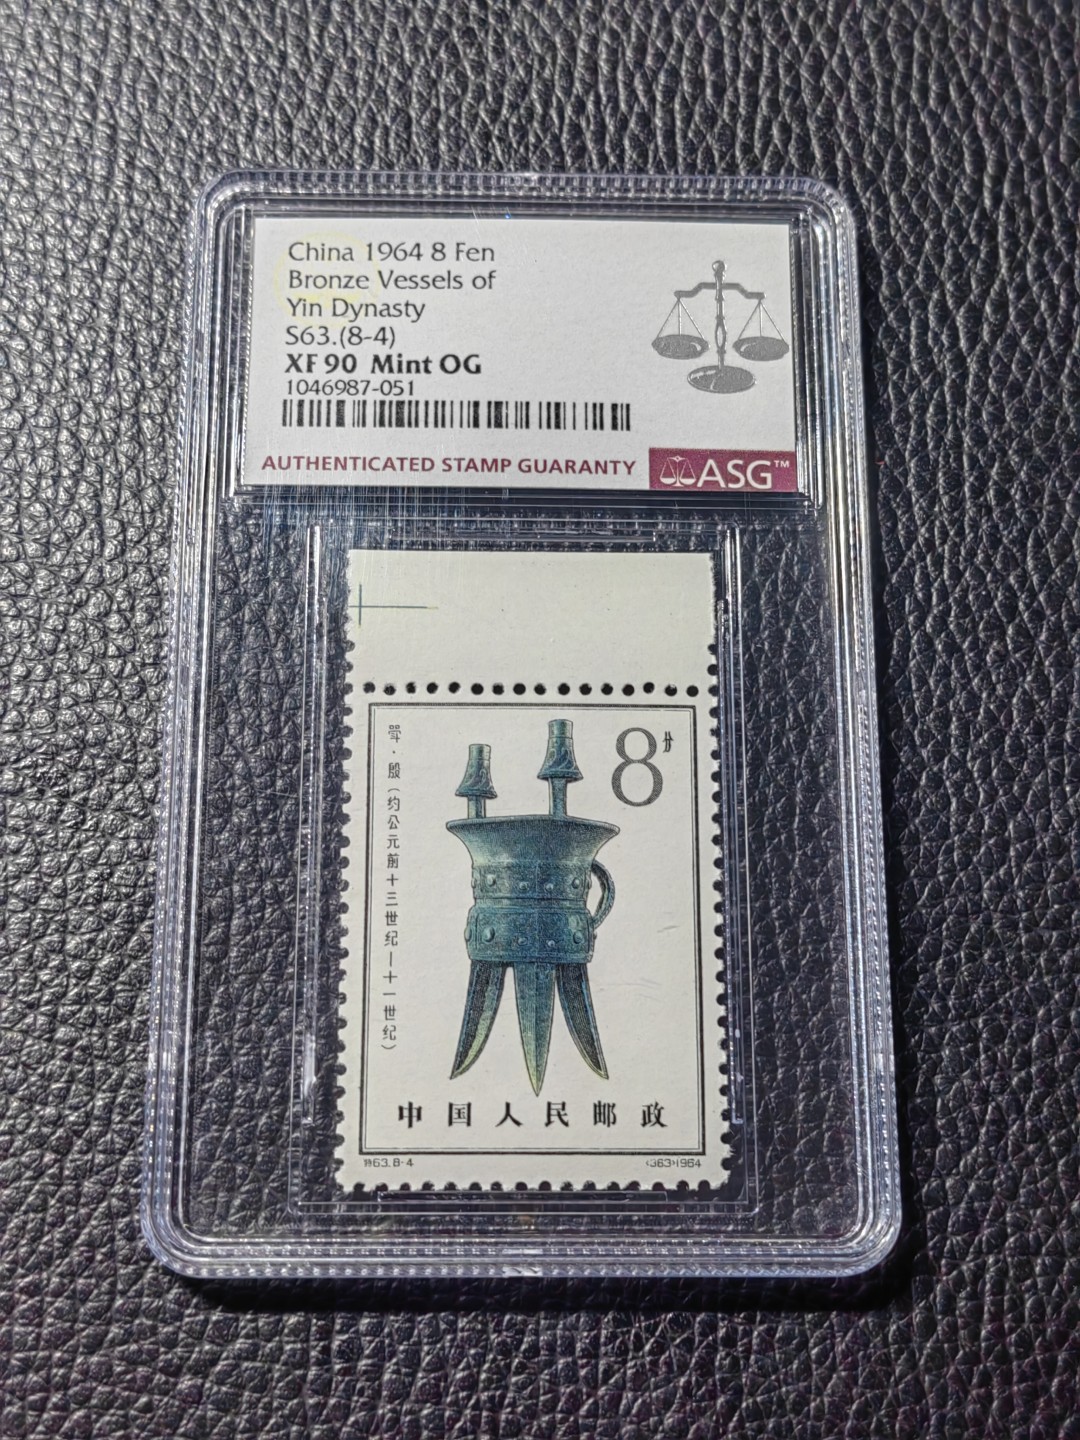 China 1964 8 Fen
Bronze Vessels of
Yin Dynasty
S63.(8-4)
XF 90 Mint OG
1046987-051
AUTHENTICATED STAMP GUARANTY
ASG™
8分
斝·殷(约公元前十三世纪—十一世纪)
中国人民邮政
特63.8-4
(363)1964